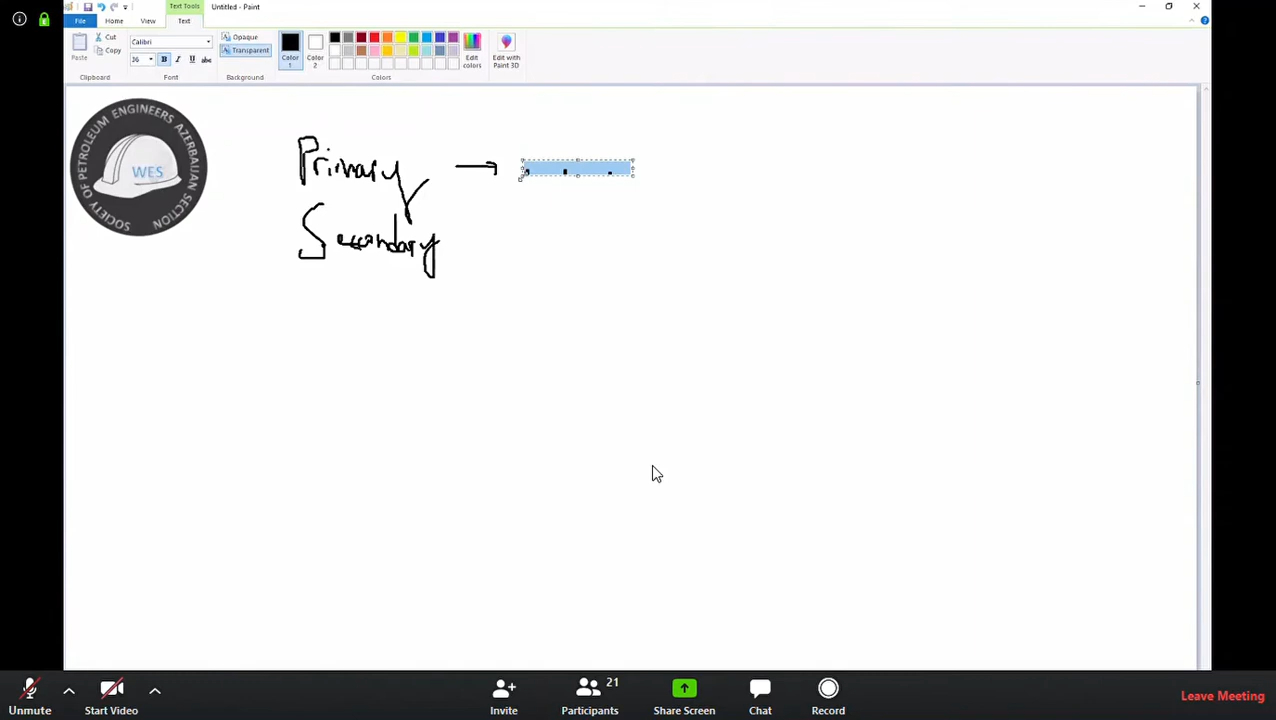 Text Tools
Untitled - Paint
File
Home
View
Text
Paste
Cut
Copy
Clipboard
Calibri
36
B
I
U
abc
Font
Opaque
Transparent
Background
Color 1
Color 2
Edit colors
Colors
Edit with Paint 3D
SOCIETY OF PETROLEUM ENGINEERS AZERBAIJAN SECTION
WES
Primary →
Secondary
Unmute
Start Video
Invite
21
Participants
Share Screen
Chat
Record
Leave Meeting